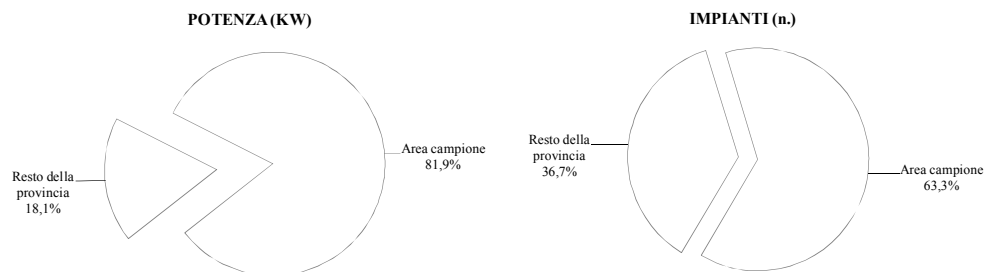 POTENZA (KW)
Resto della
provincia
18,1%
Area campione
81,9%
IMPIANTI (n.)
Resto della
provincia
36,7%
Area campione
63,3%